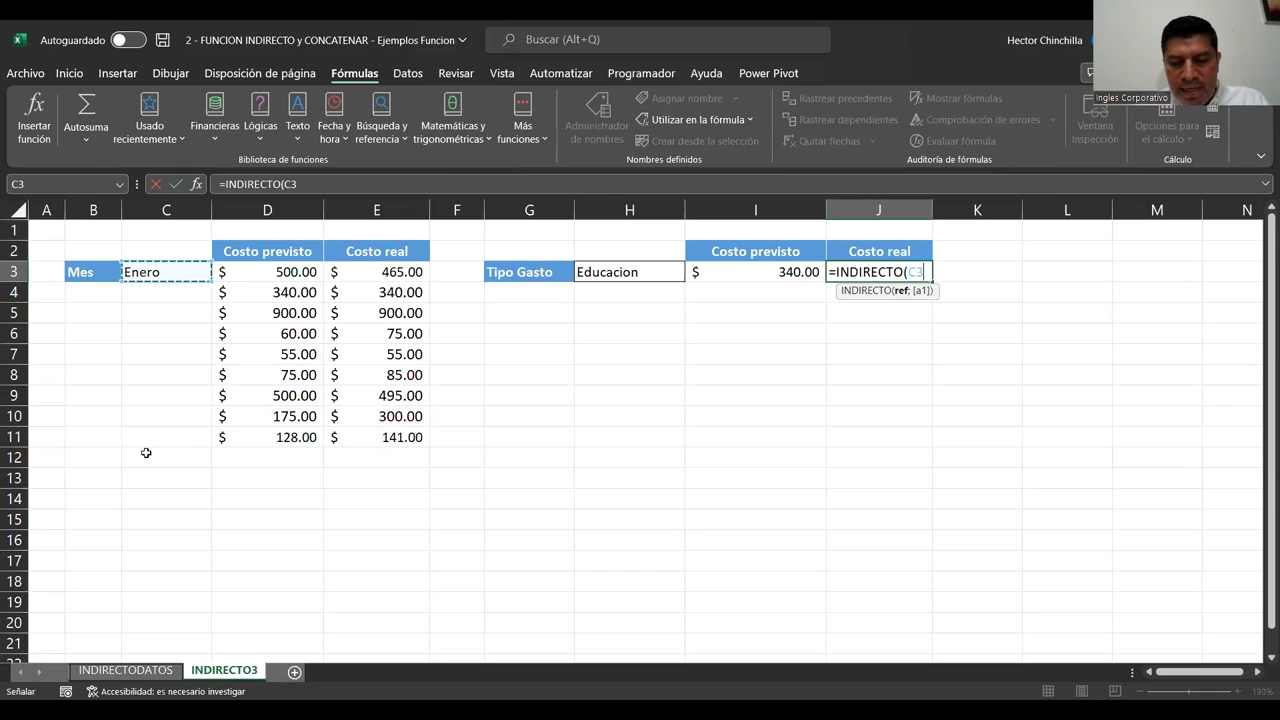 Autoguardado
2 - FUNCION INDIRECTO y CONCATENAR - Ejemplos Funcion
Buscar (Alt+Q)
Hector Chinchilla
Ingles Corporativo
Archivo Inicio Insertar Dibujar Disposición de página Fórmulas Datos Revisar Vista Automatizar Programador Ayuda Power Pivot
Insertar función
Autosuma
Usado recientemente
Financieras
Lógicas
Texto
Fecha y hora
Búsqueda y referencia
Matemáticas y trigonométricas
Más funciones
Biblioteca de funciones
Administrador de nombres
Asignar nombre
Utilizar en la fórmula
Crear desde la selección
Nombres definidos
Rastrear precedentes
Rastrear dependientes
Quitar flechas
Mostrar fórmulas
Comprobación de errores
Evaluar fórmula
Auditoría de fórmulas
Ventana Inspección
Opciones para el cálculo
Cálculo
C3 fx =INDIRECTO(C3
A B C D E F G H I J K L M N
1
2 Costo previsto Costo real Costo previsto Costo real
3 Mes Enero $ 500.00 $ 465.00 Tipo Gasto Educacion $ 340.00 =INDIRECTO(C3
INDIRECTO(ref; [a1])
4 $ 340.00 $ 340.00
5 $ 900.00 $ 900.00
6 $ 60.00 $ 75.00
7 $ 55.00 $ 55.00
8 $ 75.00 $ 85.00
9 $ 500.00 $ 495.00
10 $ 175.00 $ 300.00
11 $ 128.00 $ 141.00
12
13
14
15
16
17
18
19
20
21
INDIRECTODATOS INDIRECTO3
Señalar
Accesibilidad: es necesario investigar
130%